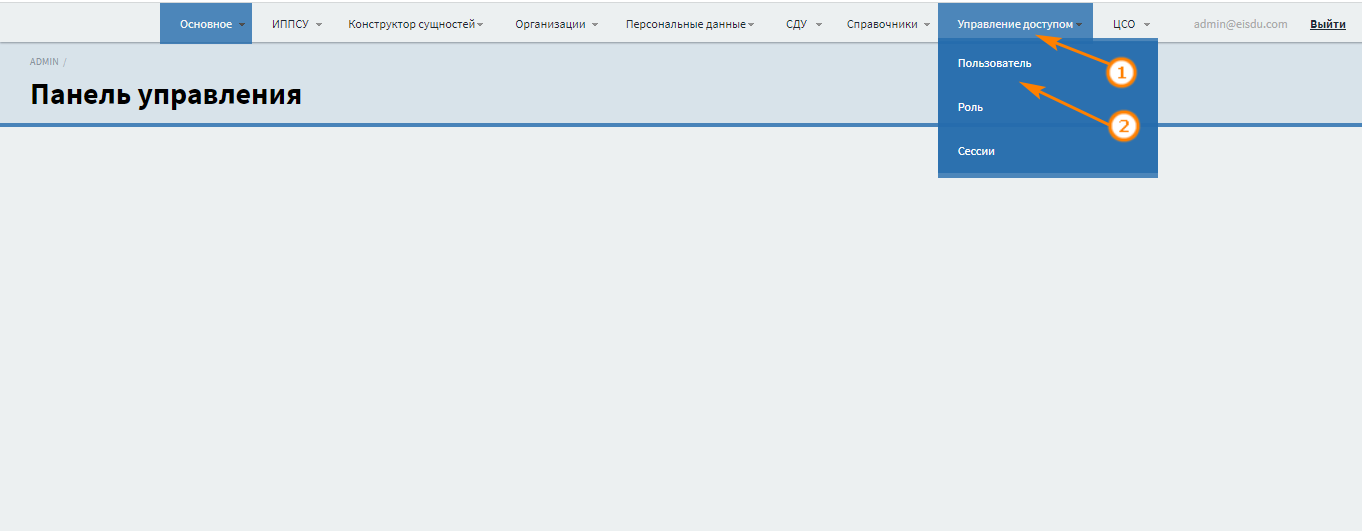 Основное ИППСУ Конструктор сущностей Организации Персональные данные СДУ Справочники Управление доступом ЦСО admin@eisdu.com Выйти
ADMIN /
Панель управления
Пользователь
1
Роль
2
Сессии